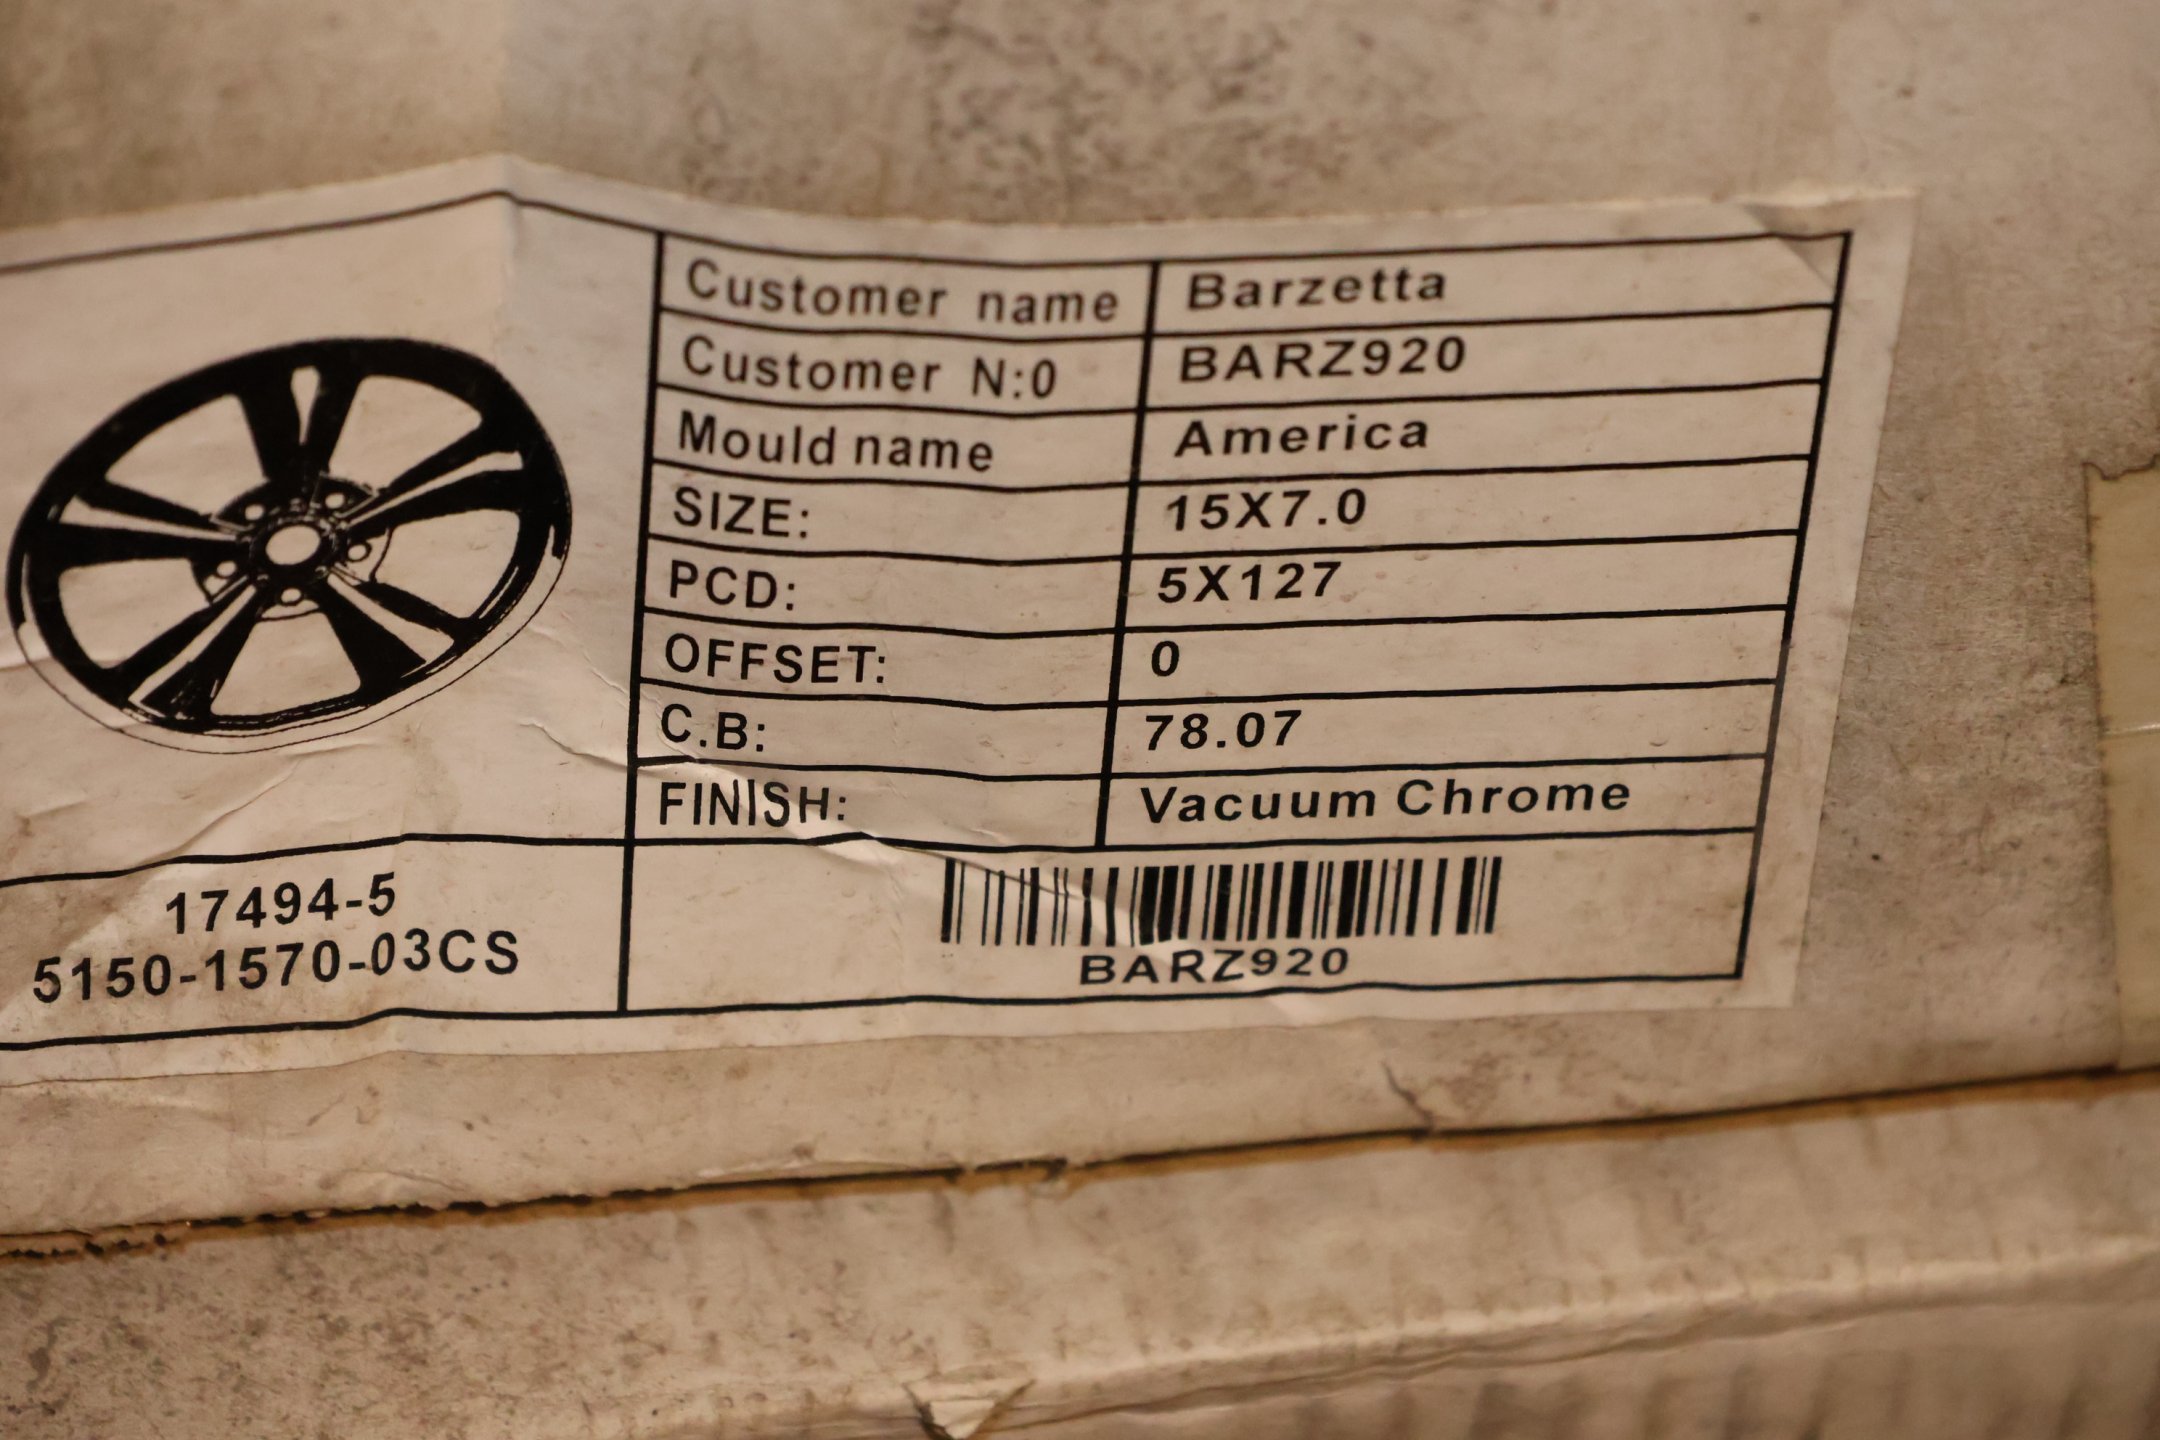 Customer name Barzetta
Customer N:0 BARZ920
Mould name America
SIZE: 15X7.0
PCD: 5X127
OFFSET: 0
C.B: 78.07
FINISH: Vacuum Chrome
17494-5
5150-1570-03CS
BARZ920